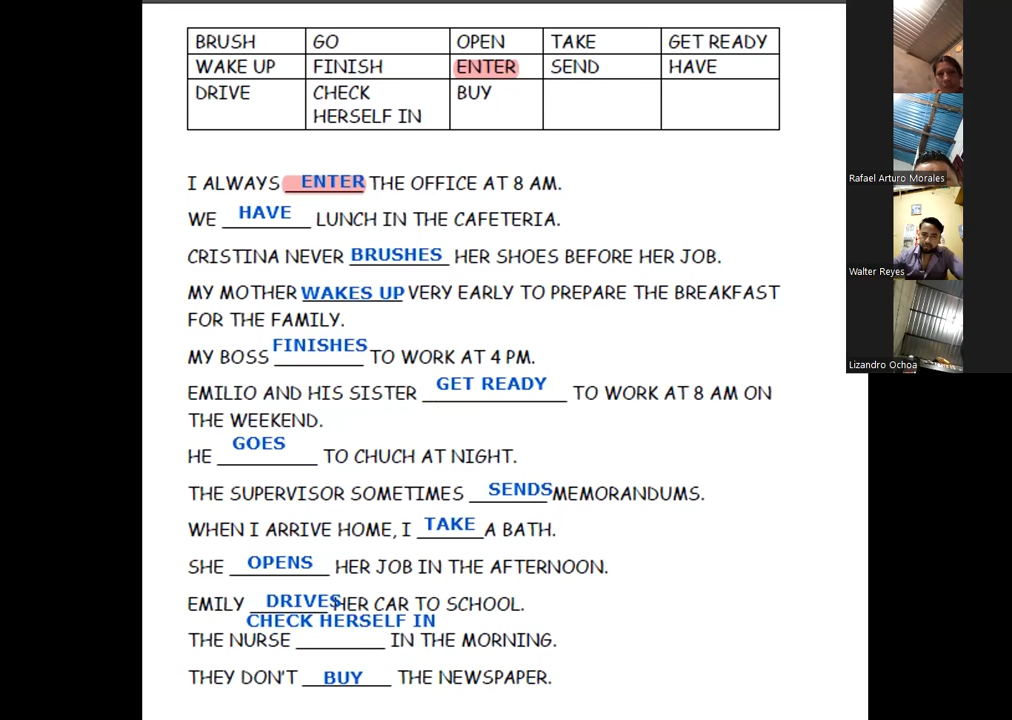 BRUSH GO OPEN TAKE GET READY
WAKE UP FINISH ENTER SEND HAVE
DRIVE CHECK HERSELF IN BUY
I ALWAYS ENTER THE OFFICE AT 8 AM.
WE HAVE LUNCH IN THE CAFETERIA.
CRISTINA NEVER BRUSHES HER SHOES BEFORE HER JOB.
MY MOTHER WAKES UP VERY EARLY TO PREPARE THE BREAKFAST
FOR THE FAMILY.
MY BOSS FINISHES TO WORK AT 4 PM.
EMILIO AND HIS SISTER GET READY TO WORK AT 8 AM ON
THE WEEKEND.
HE GOES TO CHUCH AT NIGHT.
THE SUPERVISOR SOMETIMES SENDS MEMORANDUMS.
WHEN I ARRIVE HOME, I TAKE A BATH.
SHE OPENS HER JOB IN THE AFTERNOON.
EMILY DRIVES HER CAR TO SCHOOL.
THE NURSE CHECK HERSELF IN IN THE MORNING.
THEY DON'T BUY THE NEWSPAPER.
Rafael Arturo Morales
Walter Reyes
Lizandro Ochoa